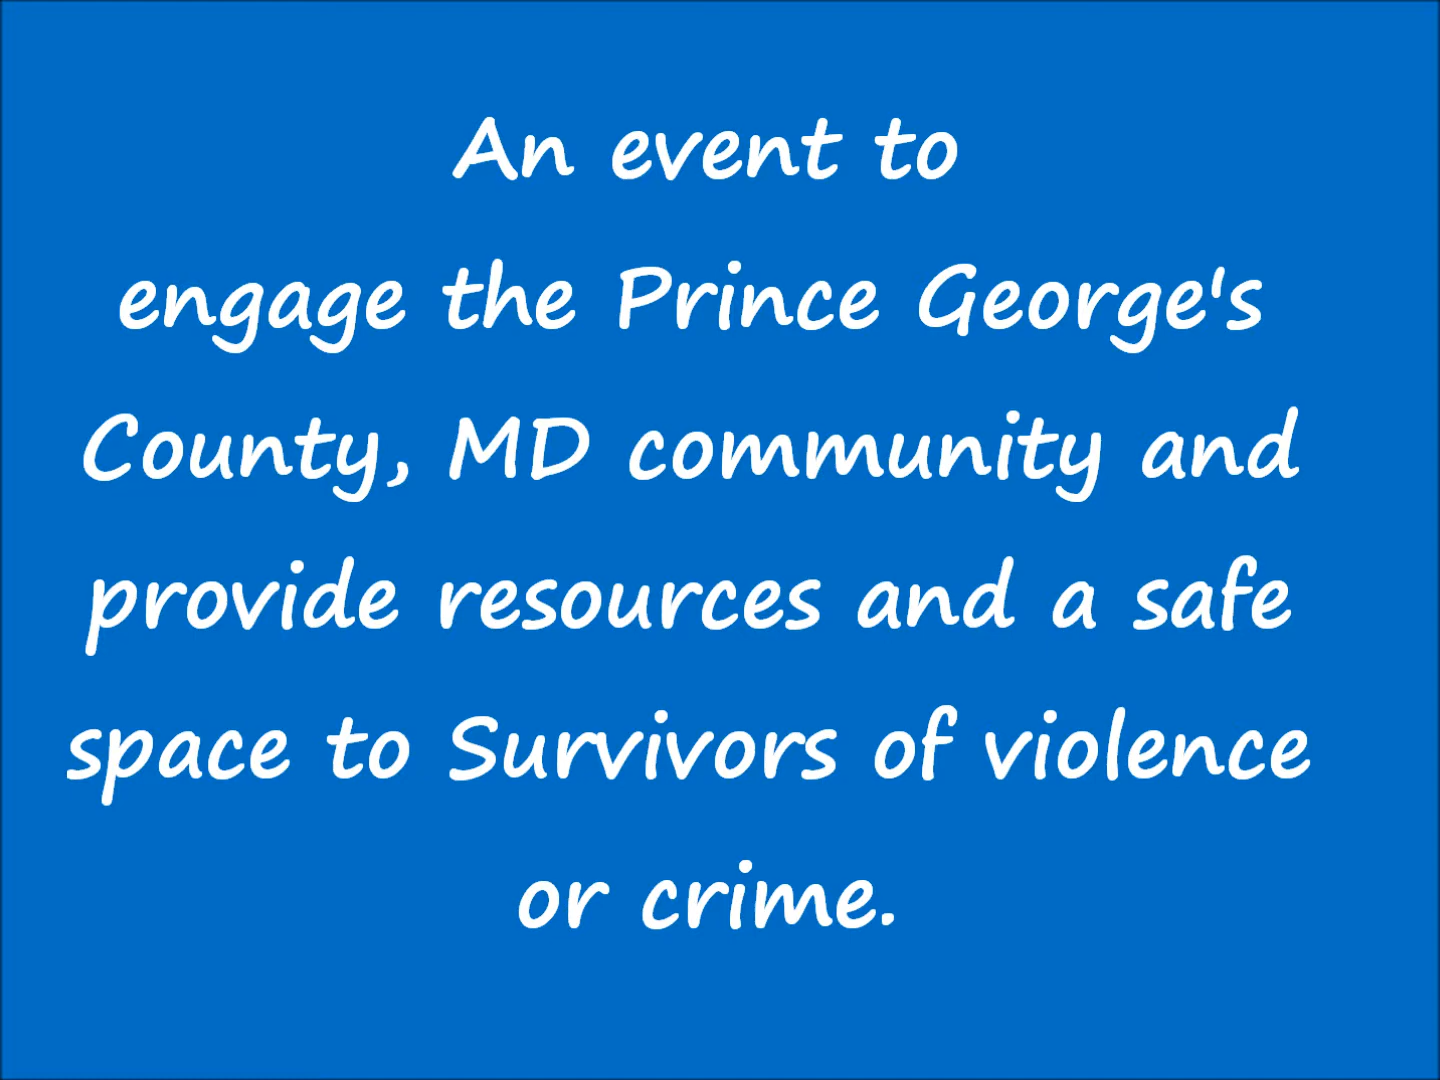 An event to
engage the Prince George's
County, MD community and
provide resources and a safe
space to Survivors of violence
or crime.